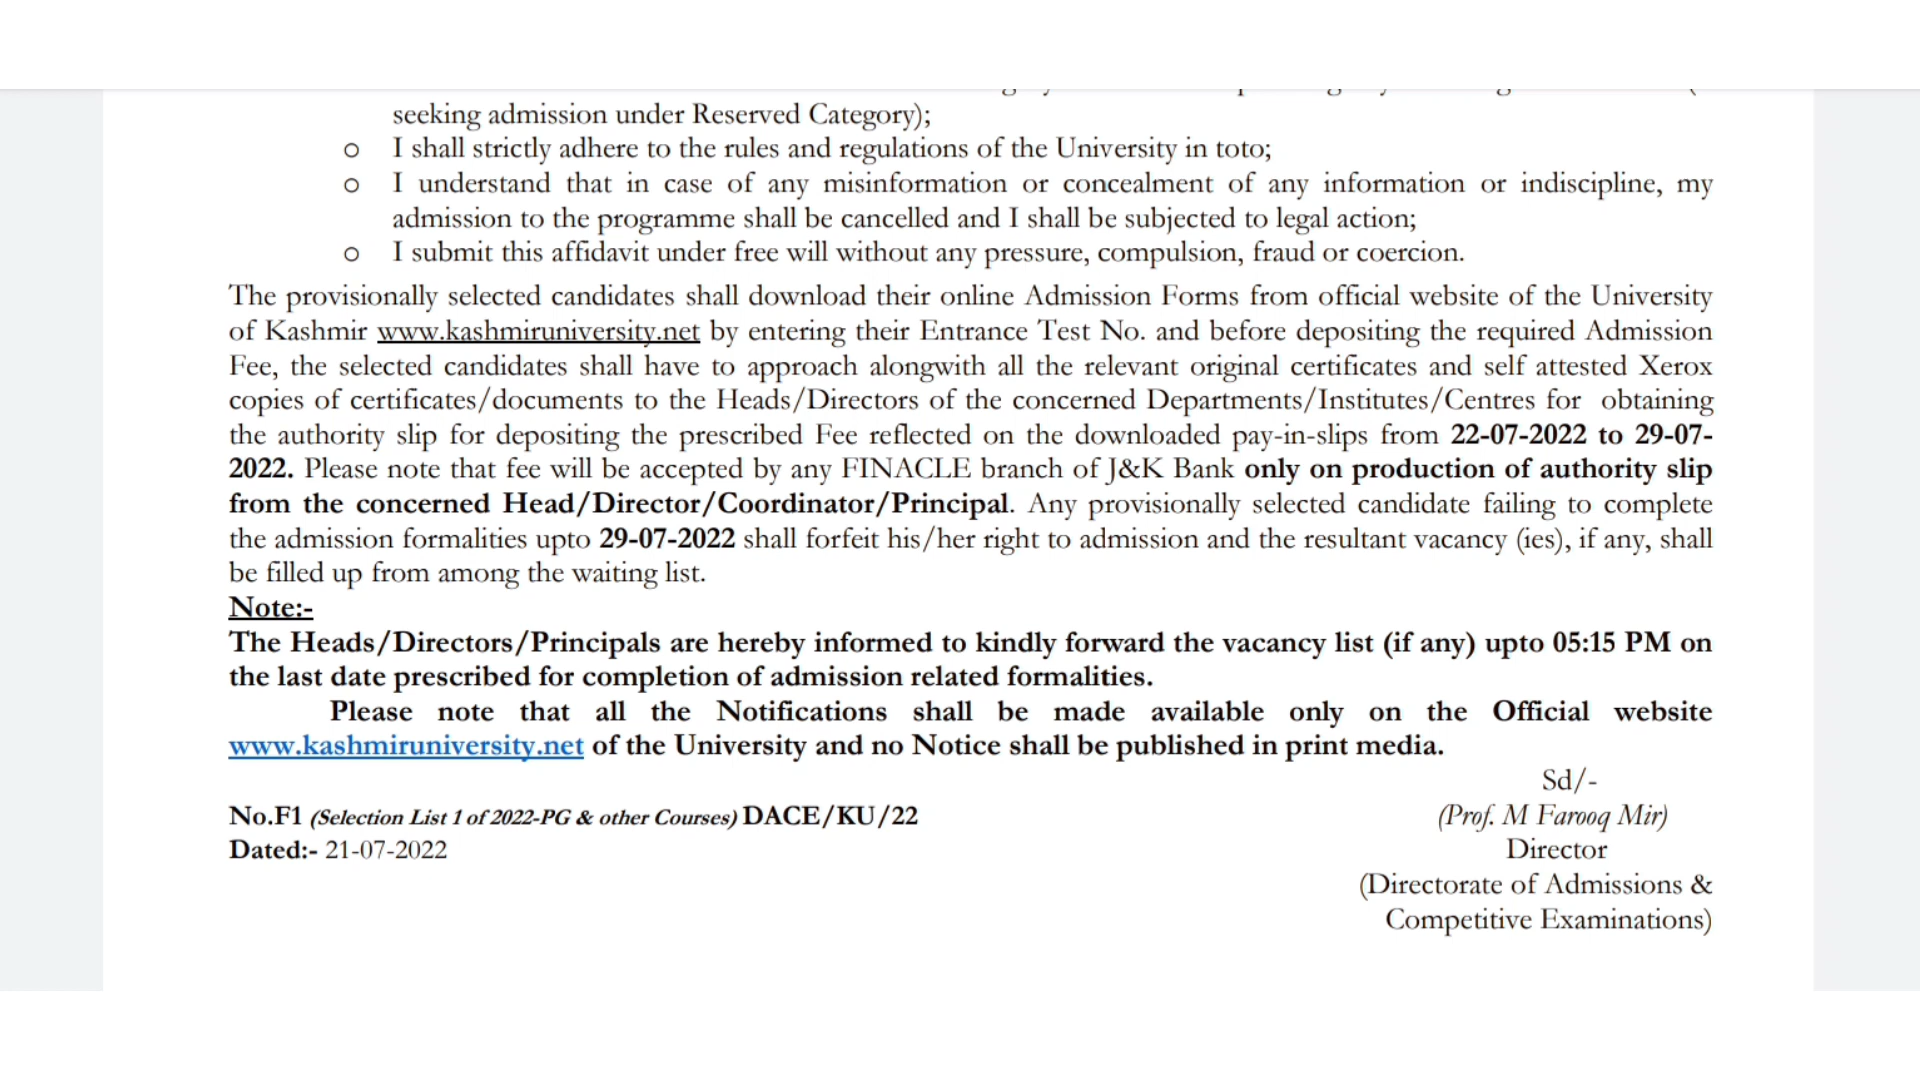 seeking admission under Reserved Category);
o I shall strictly adhere to the rules and regulations of the University in toto;
o I understand that in case of any misinformation or concealment of any information or indiscipline, my
admission to the programme shall be cancelled and I shall be subjected to legal action;
o I submit this affidavit under free will without any pressure, compulsion, fraud or coercion.
The provisionally selected candidates shall download their online Admission Forms from official website of the University
of Kashmir www.kashmiruniversity.net by entering their Entrance Test No. and before depositing the required Admission
Fee, the selected candidates shall have to approach alongwith all the relevant original certificates and self attested Xerox
copies of certificates/documents to the Heads/Directors of the concerned Departments/Institutes/Centres for obtaining
the authority slip for depositing the prescribed Fee reflected on the downloaded pay-in-slips from 22-07-2022 to 29-07-
2022. Please note that fee will be accepted by any FINACLE branch of J&K Bank only on production of authority slip
from the concerned Head/Director/Coordinator/Principal. Any provisionally selected candidate failing to complete
the admission formalities upto 29-07-2022 shall forfeit his/her right to admission and the resultant vacancy (ies), if any, shall
be filled up from among the waiting list.
Note:-
The Heads/Directors/Principals are hereby informed to kindly forward the vacancy list (if any) upto 05:15 PM on
the last date prescribed for completion of admission related formalities.
Please note that all the Notifications shall be made available only on the Official website
www.kashmiruniversity.net of the University and no Notice shall be published in print media.
Sd/-
No.F1 (Selection List 1 of 2022-PG & other Courses) DACE/KU/22 (Prof. M Farooq Mir)
Dated:- 21-07-2022 Director
(Directorate of Admissions &
Competitive Examinations)